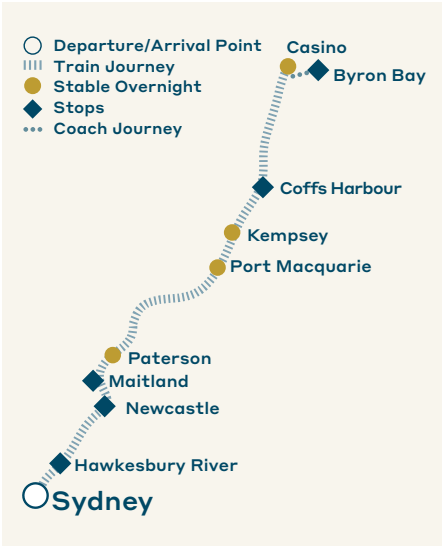 Departure/Arrival Point
Train Journey
Stable Overnight
Stops
Coach Journey
Casino
Byron Bay
Coffs Harbour
Kempsey
Port Macquarie
Paterson
Maitland
Newcastle
Hawkesbury River
Sydney